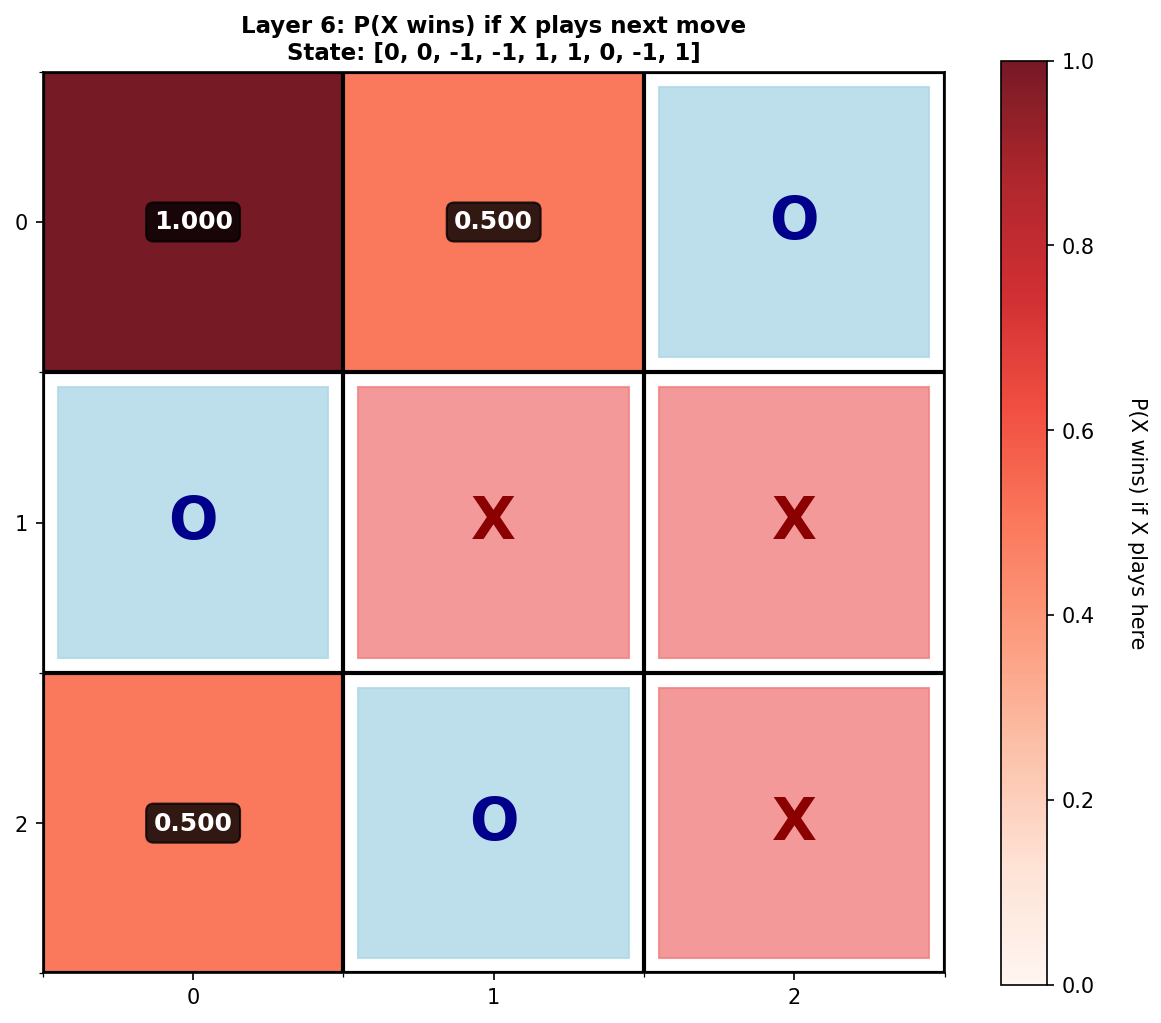 Layer 6: P(X wins) if X plays next move
State: [0, 0, -1, -1, 1, 1, 0, -1, 1]
0
1.000
0.500
O
1
O
X
X
2
0.500
O
X
0
1
2
1.0
0.8
0.6
0.4
0.2
0.0
P(X wins) if X plays here